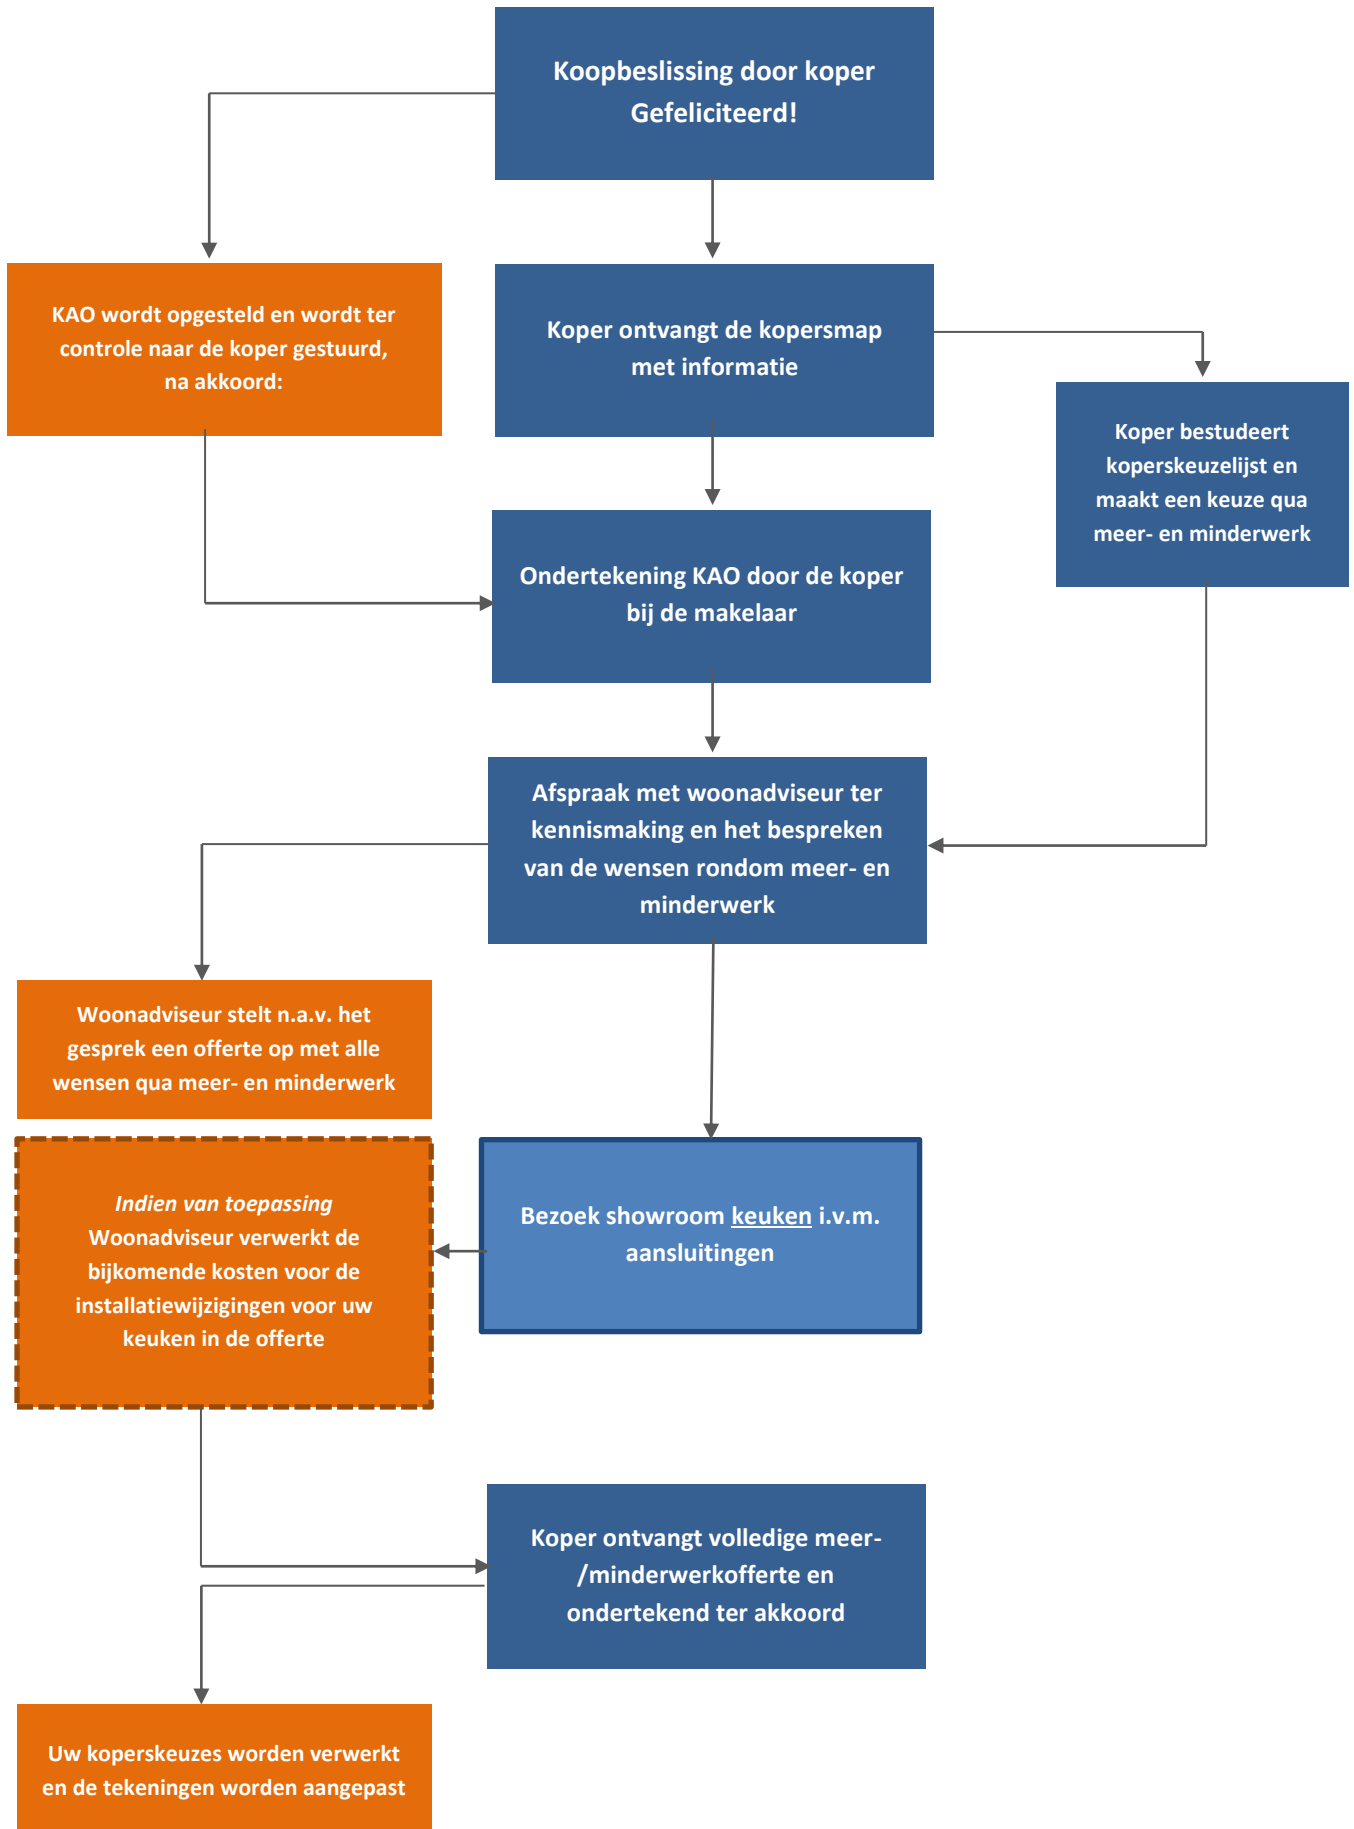 Koopbeslissing door koper
Gefeliciteerd!
KAO wordt opgesteld en wordt ter
controle naar de koper gestuurd,
na akkoord:
Koper ontvangt de kopersmap
met informatie
Koper bestudeert
koperskeuzelijst en
maakt een keuze qua
meer- en minderwerk
Ondertekening KAO door de koper
bij de makelaar
Afspraak met woonadviseur ter
kennismaking en het bespreken
van de wensen rondom meer- en
minderwerk
Woonadviseur stelt n.a.v. het
gesprek een offerte op met alle
wensen qua meer- en minderwerk
Indien van toepassing
Woonadviseur verwerkt de
bijkomende kosten voor de
installatiewijzigingen voor uw
keuken in de offerte
Bezoek showroom keuken i.v.m.
aansluitingen
Koper ontvangt volledige meer-
/minderwerkofferte en
ondertekend ter akkoord
Uw koperskeuzes worden verwerkt
en de tekeningen worden aangepast